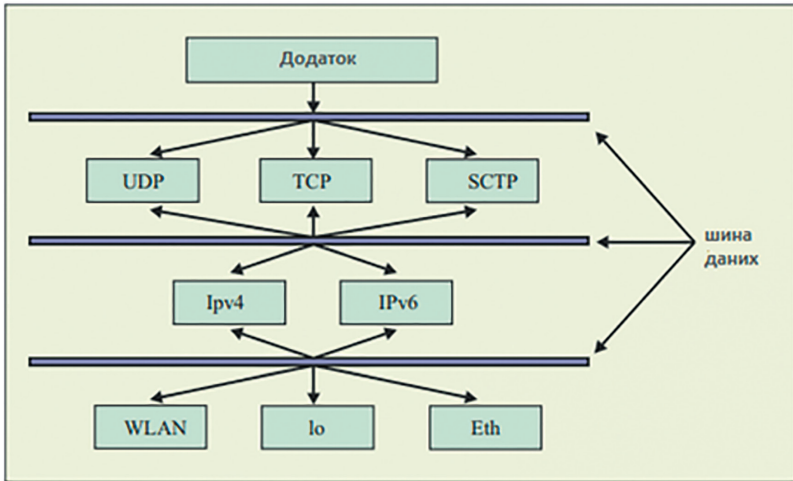 Додаток
UDP
TCP
SCTP
шина
даних
Ipv4
IPv6
WLAN
lo
Eth